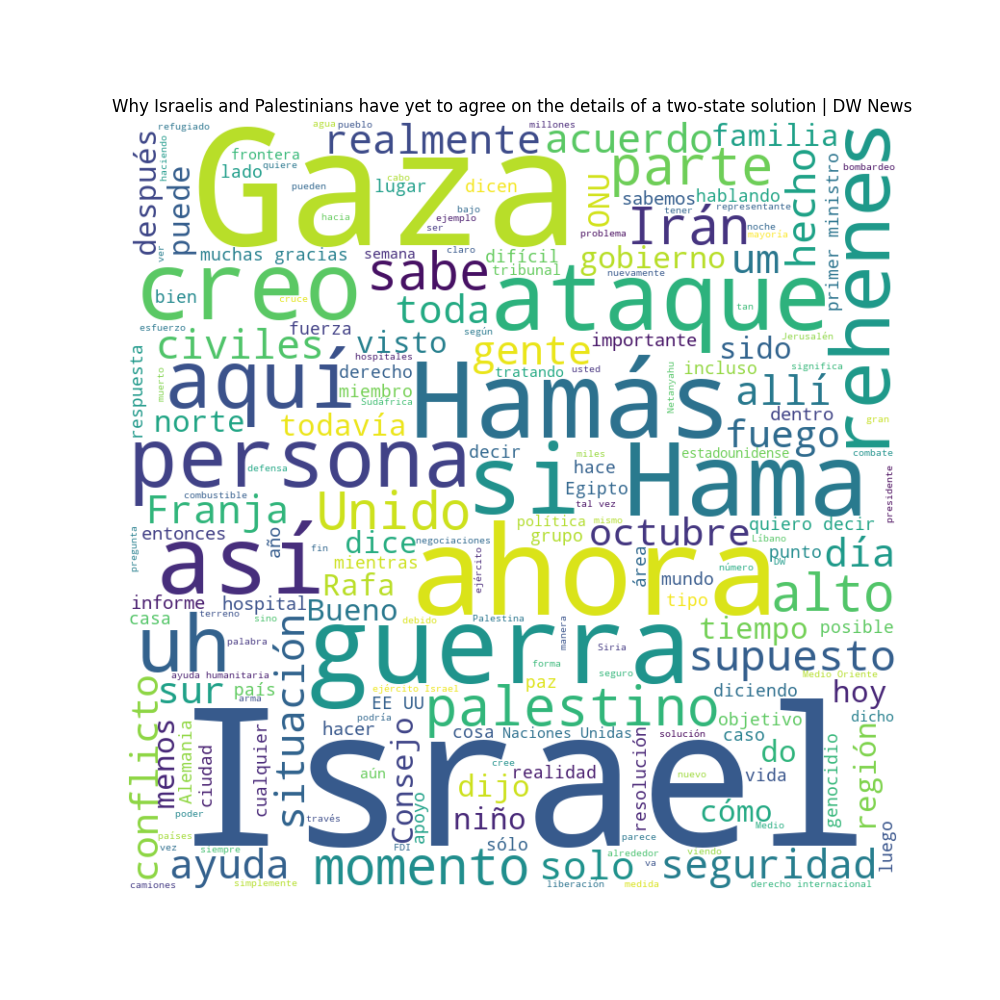 Why Israelis and Palestinians have yet to agree on the details of a two-state solution | DW News
refugiado
agua
pueblo
millones
después
haciendo
puede
frontera
lado
quiere
Gaza
realmente
acuerdo
familia
cabo
pueden
lugar
dicen
parte
ONU
sabemos
hablando
hecho
primer ministro
bombardeo
rehenes
hacia
bajo
ejemplo
ser
tener
representante
problema
Irán
noche
mayoría
ver
muchas gracias
semana
claro
difícil
tribunal
gobierno
um
nuevamente
creo
bien
cruce
sabe
toda
ataque
tan
esfuerzo
fuerza
según
importante
Jerusalén
respuesta
civiles
visto
gente
sido
hospitales
derecho
tratando
usted
incluso
significa
muerto
aquí
miembro
Sudáfrica
Hamás
Netanyahu
allí
dentro
gran
norte
todavía
fuego
combate
persona
defensa
decir
si
miles
hace
estadounidense
Egipto
tal vez
Hama
presidente
combustible
Franja
Unido
política
mismo
grupo
octubre
quiero decir
pregunta
entonces
año
fin
dice
negociaciones
Líbano
punto
DW
día
así
mientras
Rafa
ejército
ahora
área
mundo
número
tipo
alto
informe
hospital
casa
terreno
sino
Bueno
debido
Palestina
manera
tiempo
posible
uh
palabra
situación
guerra
Siria
forma
seguro
supuesto
ayuda humanitaria
sur
país
arma
ejército Israel
EE UU
podría
paz
Medio Oriente
diciendo
hoy
conflicto
menos
Alemania
ciudad
cualquier
hacer
Consejo
palestino
cosa
Naciones Unidas
solución
objetivo
caso
dicho
do
Israel
aún
apoyo
cree
realidad
dijo
resolución
nuevo
vida
genocidio
región
poder
través
niño
cómo
Medio
países
vez
siempre
FDI
sólo
parece
luego
ayuda
momento
solo
alrededor
va
viendo
seguridad
camiones
simplemente
liberación
medida
derecho internacional